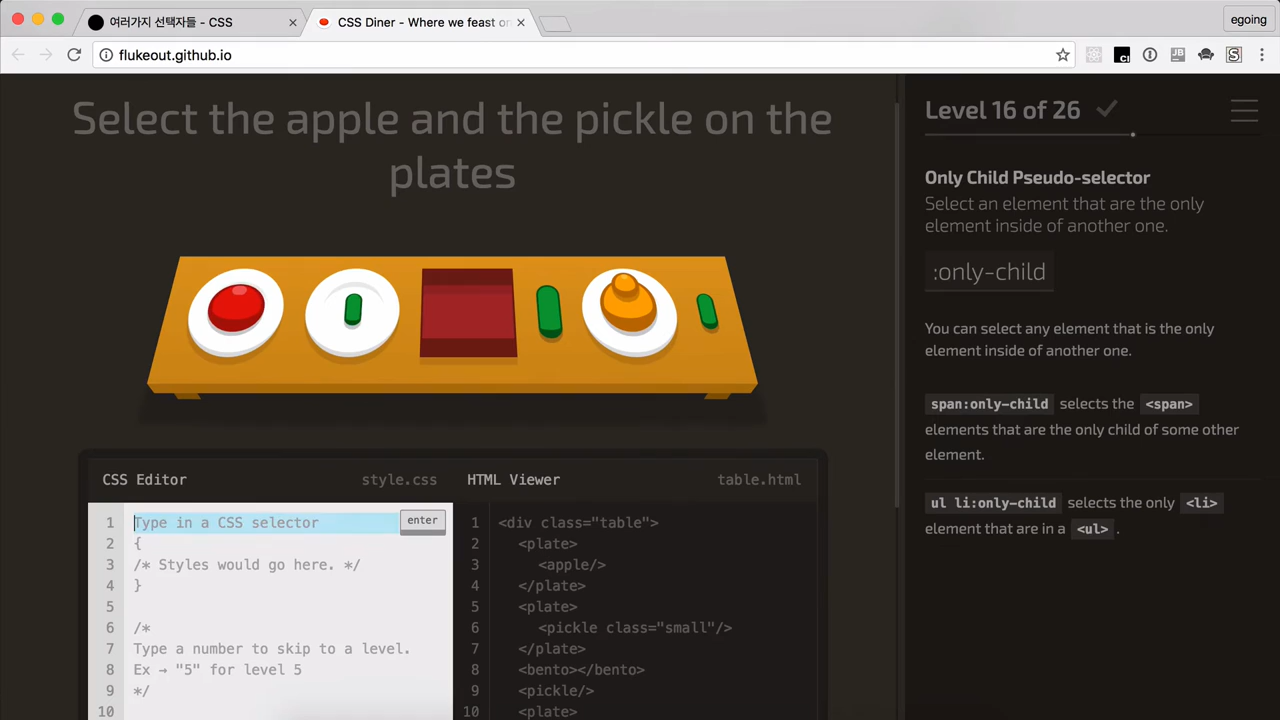 여러가지 선택자들 - CSS
CSS Diner - Where we feast on
egoing
flukeout.github.io
Select the apple and the pickle on the
plates
CSS Editor
style.css
HTML Viewer
table.html
1 Type in a CSS selector
enter
2 {
3 /* Styles would go here. */
4 }
5
6 /*
7 Type a number to skip to a level.
8 Ex → "5" for level 5
9 */
10
1 <div class="table">
2 <plate>
3 <apple/>
4 </plate>
5 <plate>
6 <pickle class="small"/>
7 </plate>
8 <bento></bento>
9 <pickle/>
10 <plate>
Level 16 of 26
Only Child Pseudo-selector
Select an element that are the only
element inside of another one.
:only-child
You can select any element that is the only
element inside of another one.
span:only-child selects the <span>
elements that are the only child of some other
element.
ul li:only-child selects the only <li>
element that are in a <ul> .